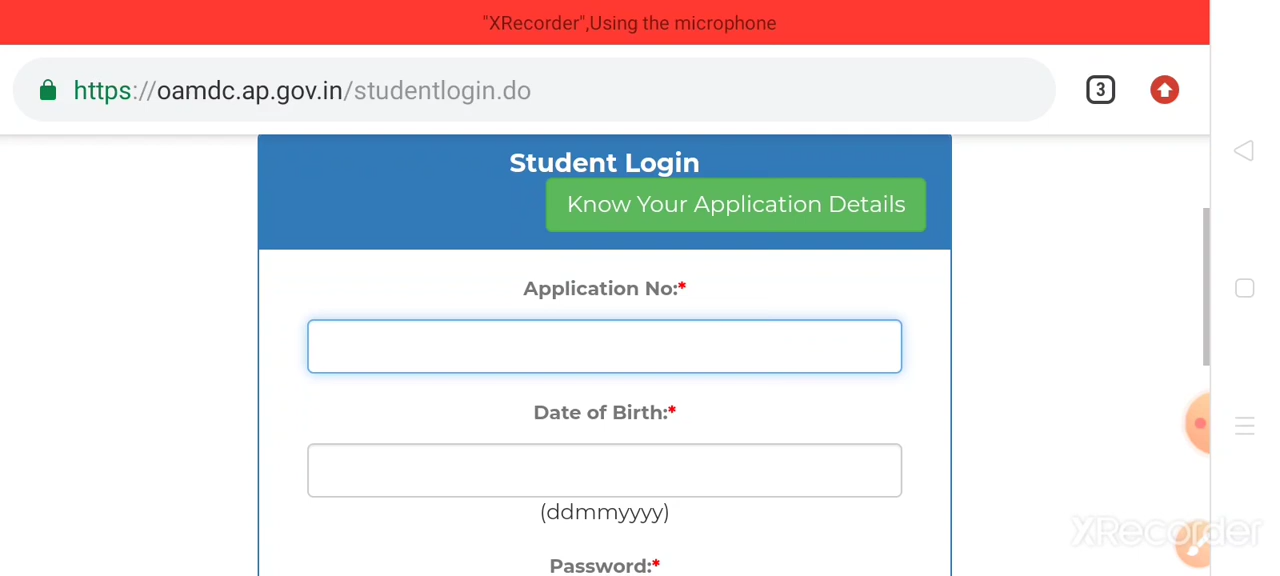 "XRecorder",Using the microphone
https://oamdc.ap.gov.in/studentlogin.do
3
Student Login
Know Your Application Details
Application No:*
Date of Birth:*
(ddmmyyyy)
Password:*
XRecorder